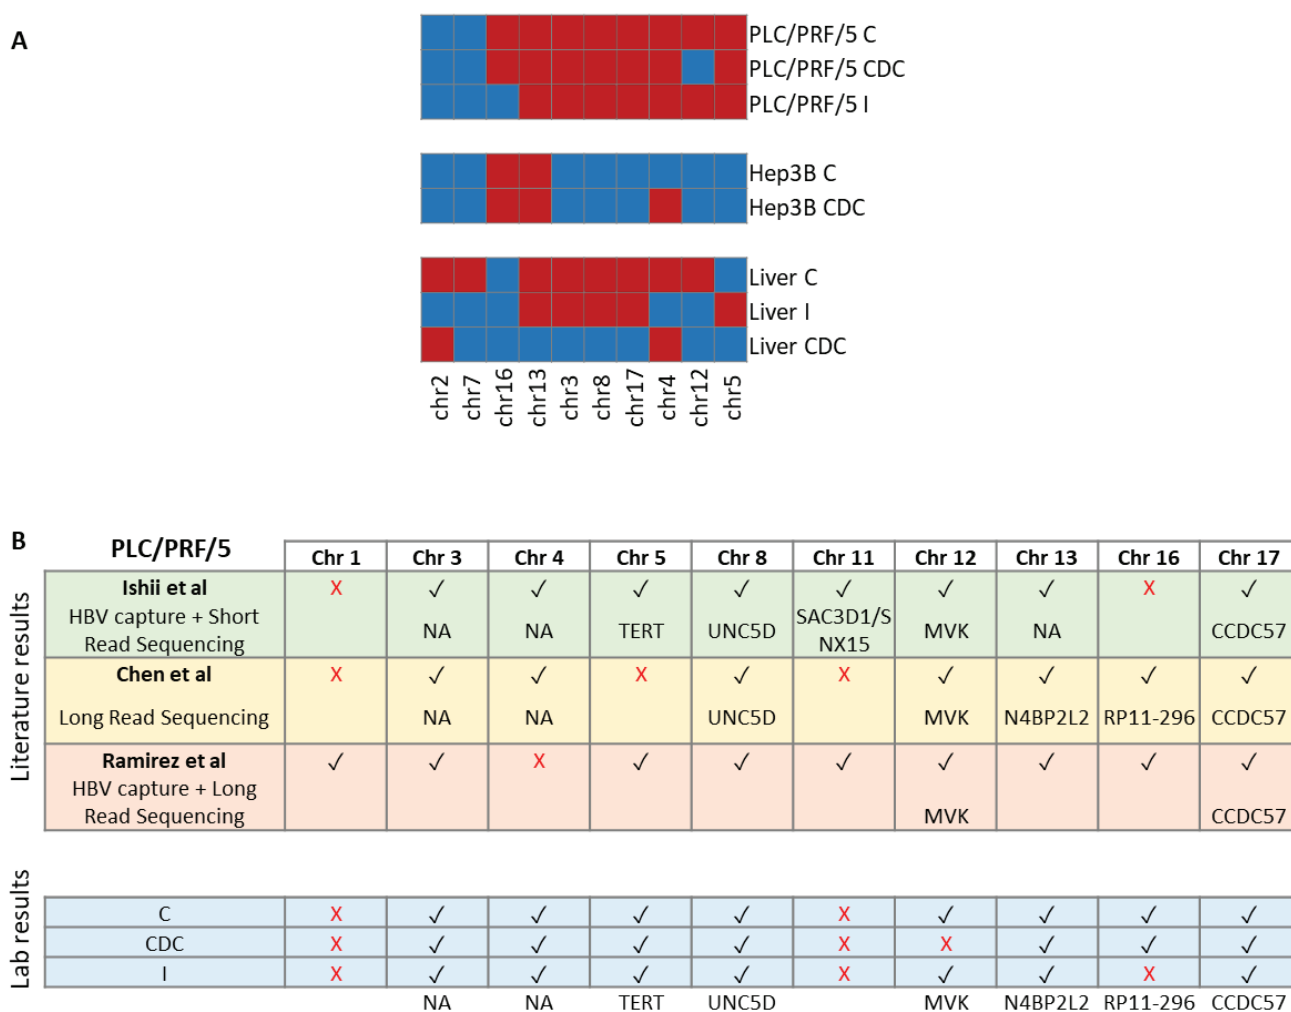 A
PLC/PRF/5 C
PLC/PRF/5 CDC
PLC/PRF/5 I
Hep3B C
Hep3B CDC
Liver C
Liver I
Liver CDC
chr2 chr7 chr16 chr13 chr3 chr8 chr17 chr4 chr12 chr5
B
PLC/PRF/5 Chr 1 Chr 3 Chr 4 Chr 5 Chr 8 Chr 11 Chr 12 Chr 13 Chr 16 Chr 17
Literature results
Ishii et al X ✓ ✓ ✓ ✓ ✓ ✓ ✓ X ✓
HBV capture + Short SAC3D1/S
NA NA TERT UNC5D MVK NA CCDC57
Read Sequencing NX15
Chen et al X ✓ ✓ X ✓ X ✓ ✓ ✓ ✓
Long Read Sequencing NA NA UNC5D MVK N4BP2L2 RP11-296 CCDC57
Ramirez et al ✓ ✓ X ✓ ✓ ✓ ✓ ✓ ✓ ✓
HBV capture + Long
Read Sequencing MVK CCDC57
Lab results
C X ✓ ✓ ✓ ✓ X ✓ ✓ ✓ ✓
CDC X ✓ ✓ ✓ ✓ X X ✓ ✓ ✓
I X ✓ ✓ ✓ ✓ X ✓ ✓ X ✓
NA NA TERT UNC5D MVK N4BP2L2 RP11-296 CCDC57